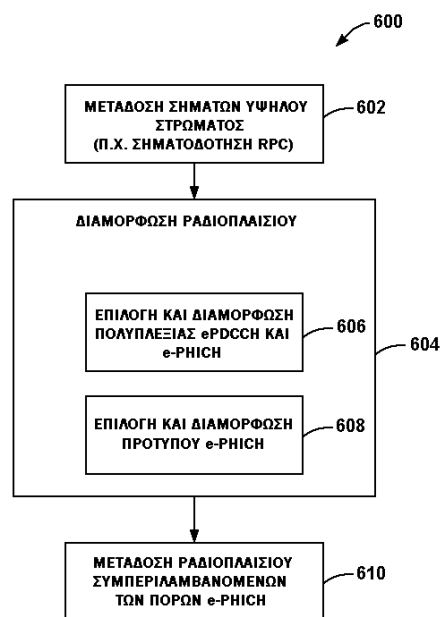 600
ΜΕΤΑΔΟΣΗ ΣΗΜΑΤΩΝ ΥΨΗΛΟΥ
ΣΤΡΩΜΑΤΟΣ
(Π.Χ. ΣΗΜΑΤΟΔΟΤΗΣΗ RPC)
602
ΔΙΑΜΟΡΦΩΣΗ ΡΑΔΙΟΠΛΑΙΣΙΟΥ
ΕΠΙΛΟΓΗ ΚΑΙ ΔΙΑΜΟΡΦΩΣΗ
ΠΟΛΥΠΛΕΞΙΑΣ ePDCCH ΚΑΙ
e-PHICH
606
604
ΕΠΙΛΟΓΗ ΚΑΙ ΔΙΑΜΟΡΦΩΣΗ
ΠΡΟΤΥΠΟΥ e-PHICH
608
ΜΕΤΑΔΟΣΗ ΡΑΔΙΟΠΛΑΙΣΙΟΥ
ΣΥΜΠΕΡΙΛΑΜΒΑΝΟΜΕΝΩΝ
ΤΩΝ ΠΟΡΩΝ e-PHICH
610